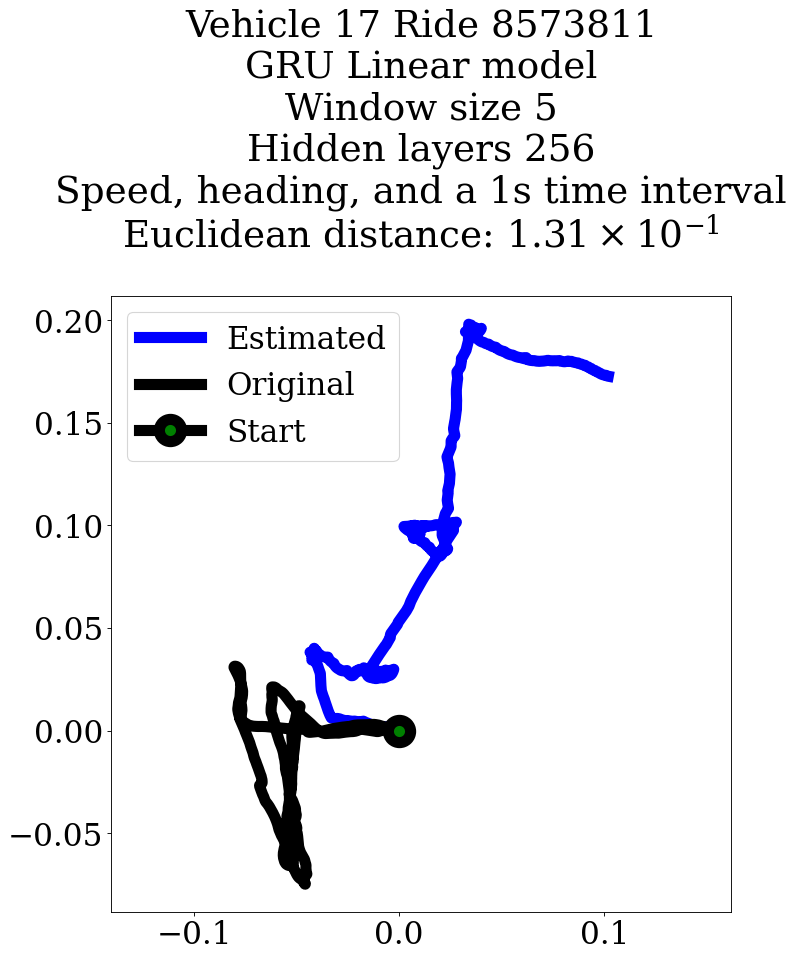 Vehicle 17 Ride 8573811
GRU Linear model
Window size 5
Hidden layers 256
Speed, heading, and a 1s time interval
Euclidean distance: 1.31 × 10⁻¹
Estimated
Original
Start
0.20
0.15
0.10
0.05
0.00
−0.05
−0.1
0.0
0.1